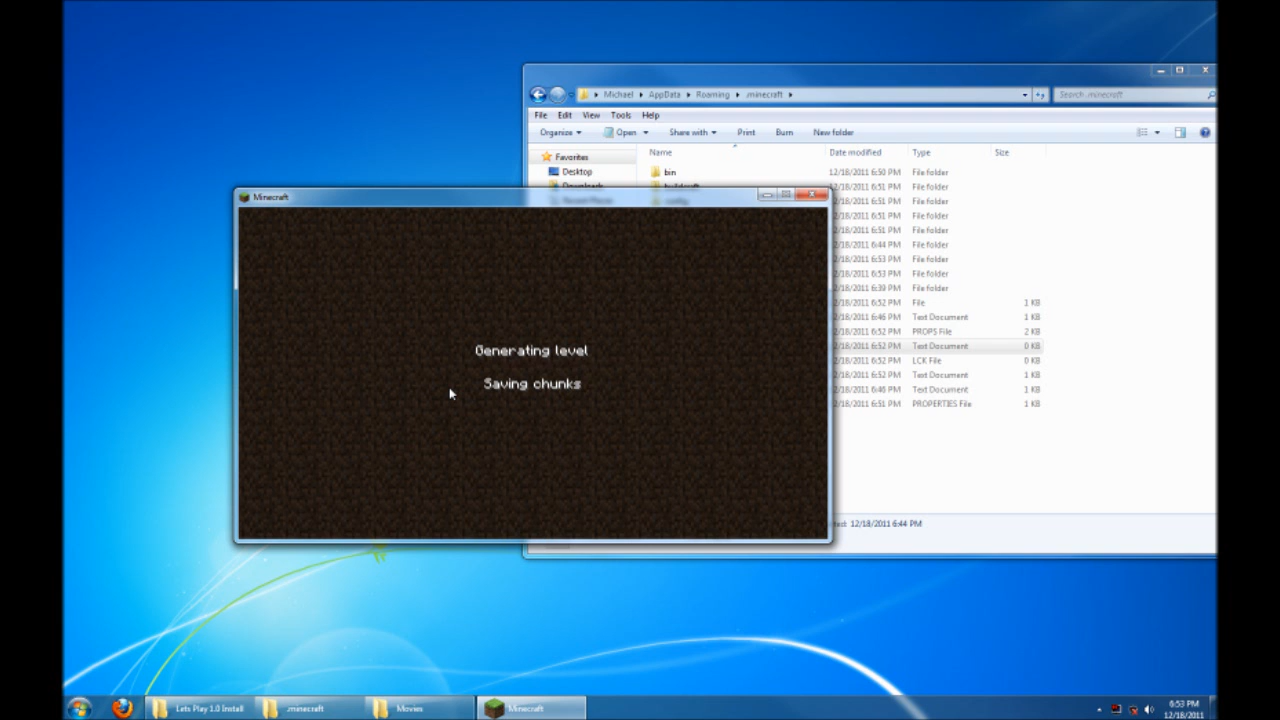 Michael ▸ AppData ▸ Roaming ▸ .minecraft ▸
Search .minecraft
File Edit View Tools Help
Organize Open Share with Print Burn New folder
Name Date modified Type Size
Favorites
Desktop
Downloads
Recent Places
bin 12/18/2011 6:50 PM File folder
buildcraft 12/18/2011 6:51 PM File folder
config 12/18/2011 6:51 PM File folder
12/18/2011 6:51 PM File folder
12/18/2011 6:51 PM File folder
12/18/2011 6:44 PM File folder
12/18/2011 6:53 PM File folder
12/18/2011 6:53 PM File folder
12/18/2011 6:39 PM File folder
12/18/2011 6:52 PM File 1 KB
12/18/2011 6:46 PM Text Document 1 KB
12/18/2011 6:52 PM PROPS File 2 KB
12/18/2011 6:52 PM Text Document 0 KB
12/18/2011 6:52 PM LCK File 0 KB
12/18/2011 6:52 PM Text Document 1 KB
12/18/2011 6:46 PM Text Document 1 KB
12/18/2011 6:51 PM PROPERTIES File 1 KB
12/18/2011 6:44 PM
Minecraft
Generating level
Saving chunks
Lets Play 1.0 Install
.minecraft
Movies
Minecraft
6:53 PM
12/18/2011